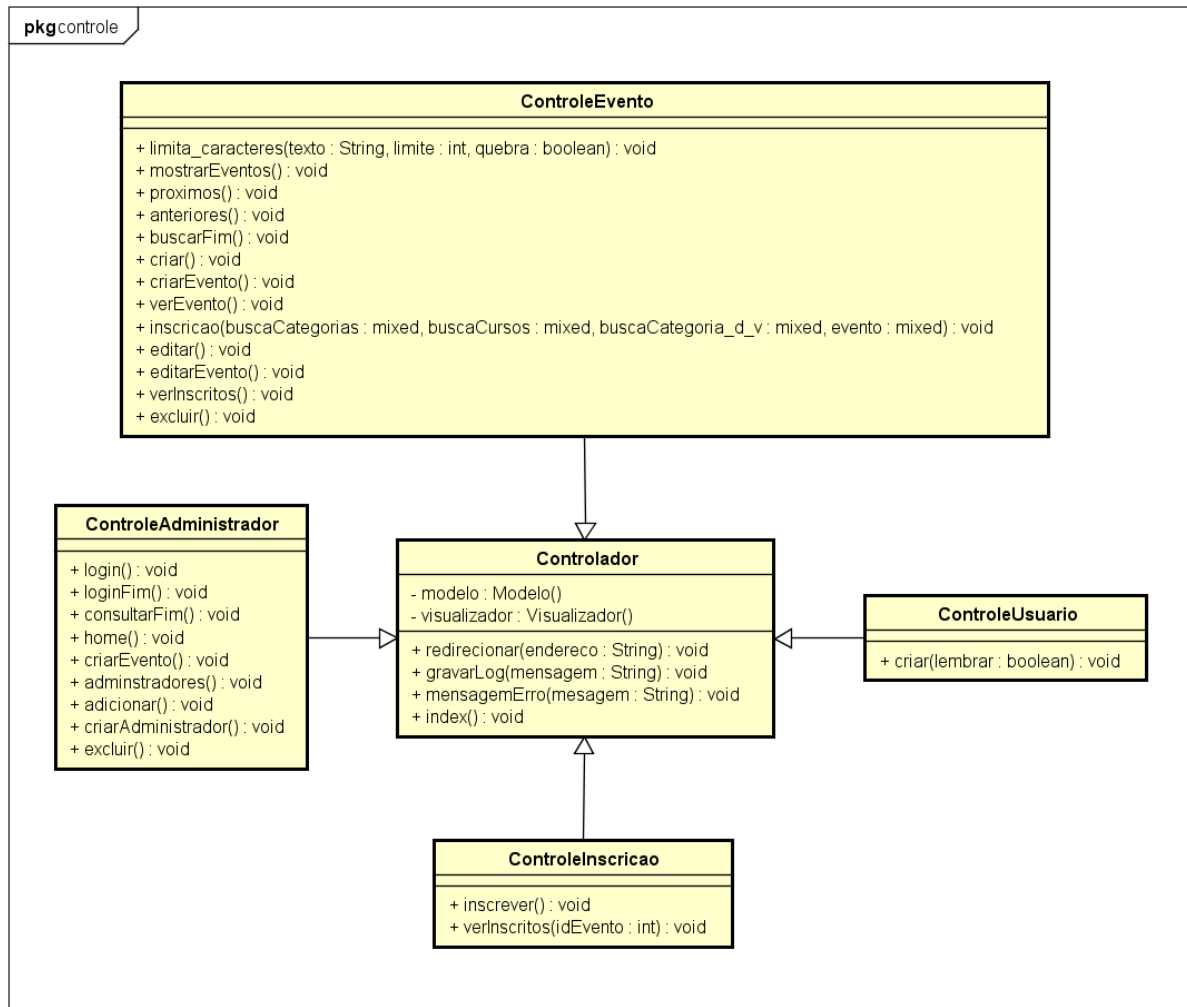 pkg controle
ControleEvento
+ limita_caracteres(texto : String, limite : int, quebra : boolean) : void
+ mostrarEventos() : void
+ proximos() : void
+ anteriores() : void
+ buscarFim() : void
+ criar() : void
+ criarEvento() : void
+ verEvento() : void
+ inscricao(buscaCategorias : mixed, buscaCursos : mixed, buscaCategoria_d_v : mixed, evento : mixed) : void
+ editar() : void
+ editarEvento() : void
+ verInscritos() : void
+ excluir() : void
ControleAdministrador
+ login() : void
+ loginFim() : void
+ consultarFim() : void
+ home() : void
+ criarEvento() : void
+ adminstradores() : void
+ adicionar() : void
+ criarAdministrador() : void
+ excluir() : void
Controlador
- modelo : Modelo()
- visualizador : Visualizador()
+ redirecionar(endereco : String) : void
+ gravarLog(mensagem : String) : void
+ mensagemErro(mesagem : String) : void
+ index() : void
ControleUsuario
+ criar(lembrar : boolean) : void
ControleInscricao
+ inscrever() : void
+ verInscritos(idEvento : int) : void